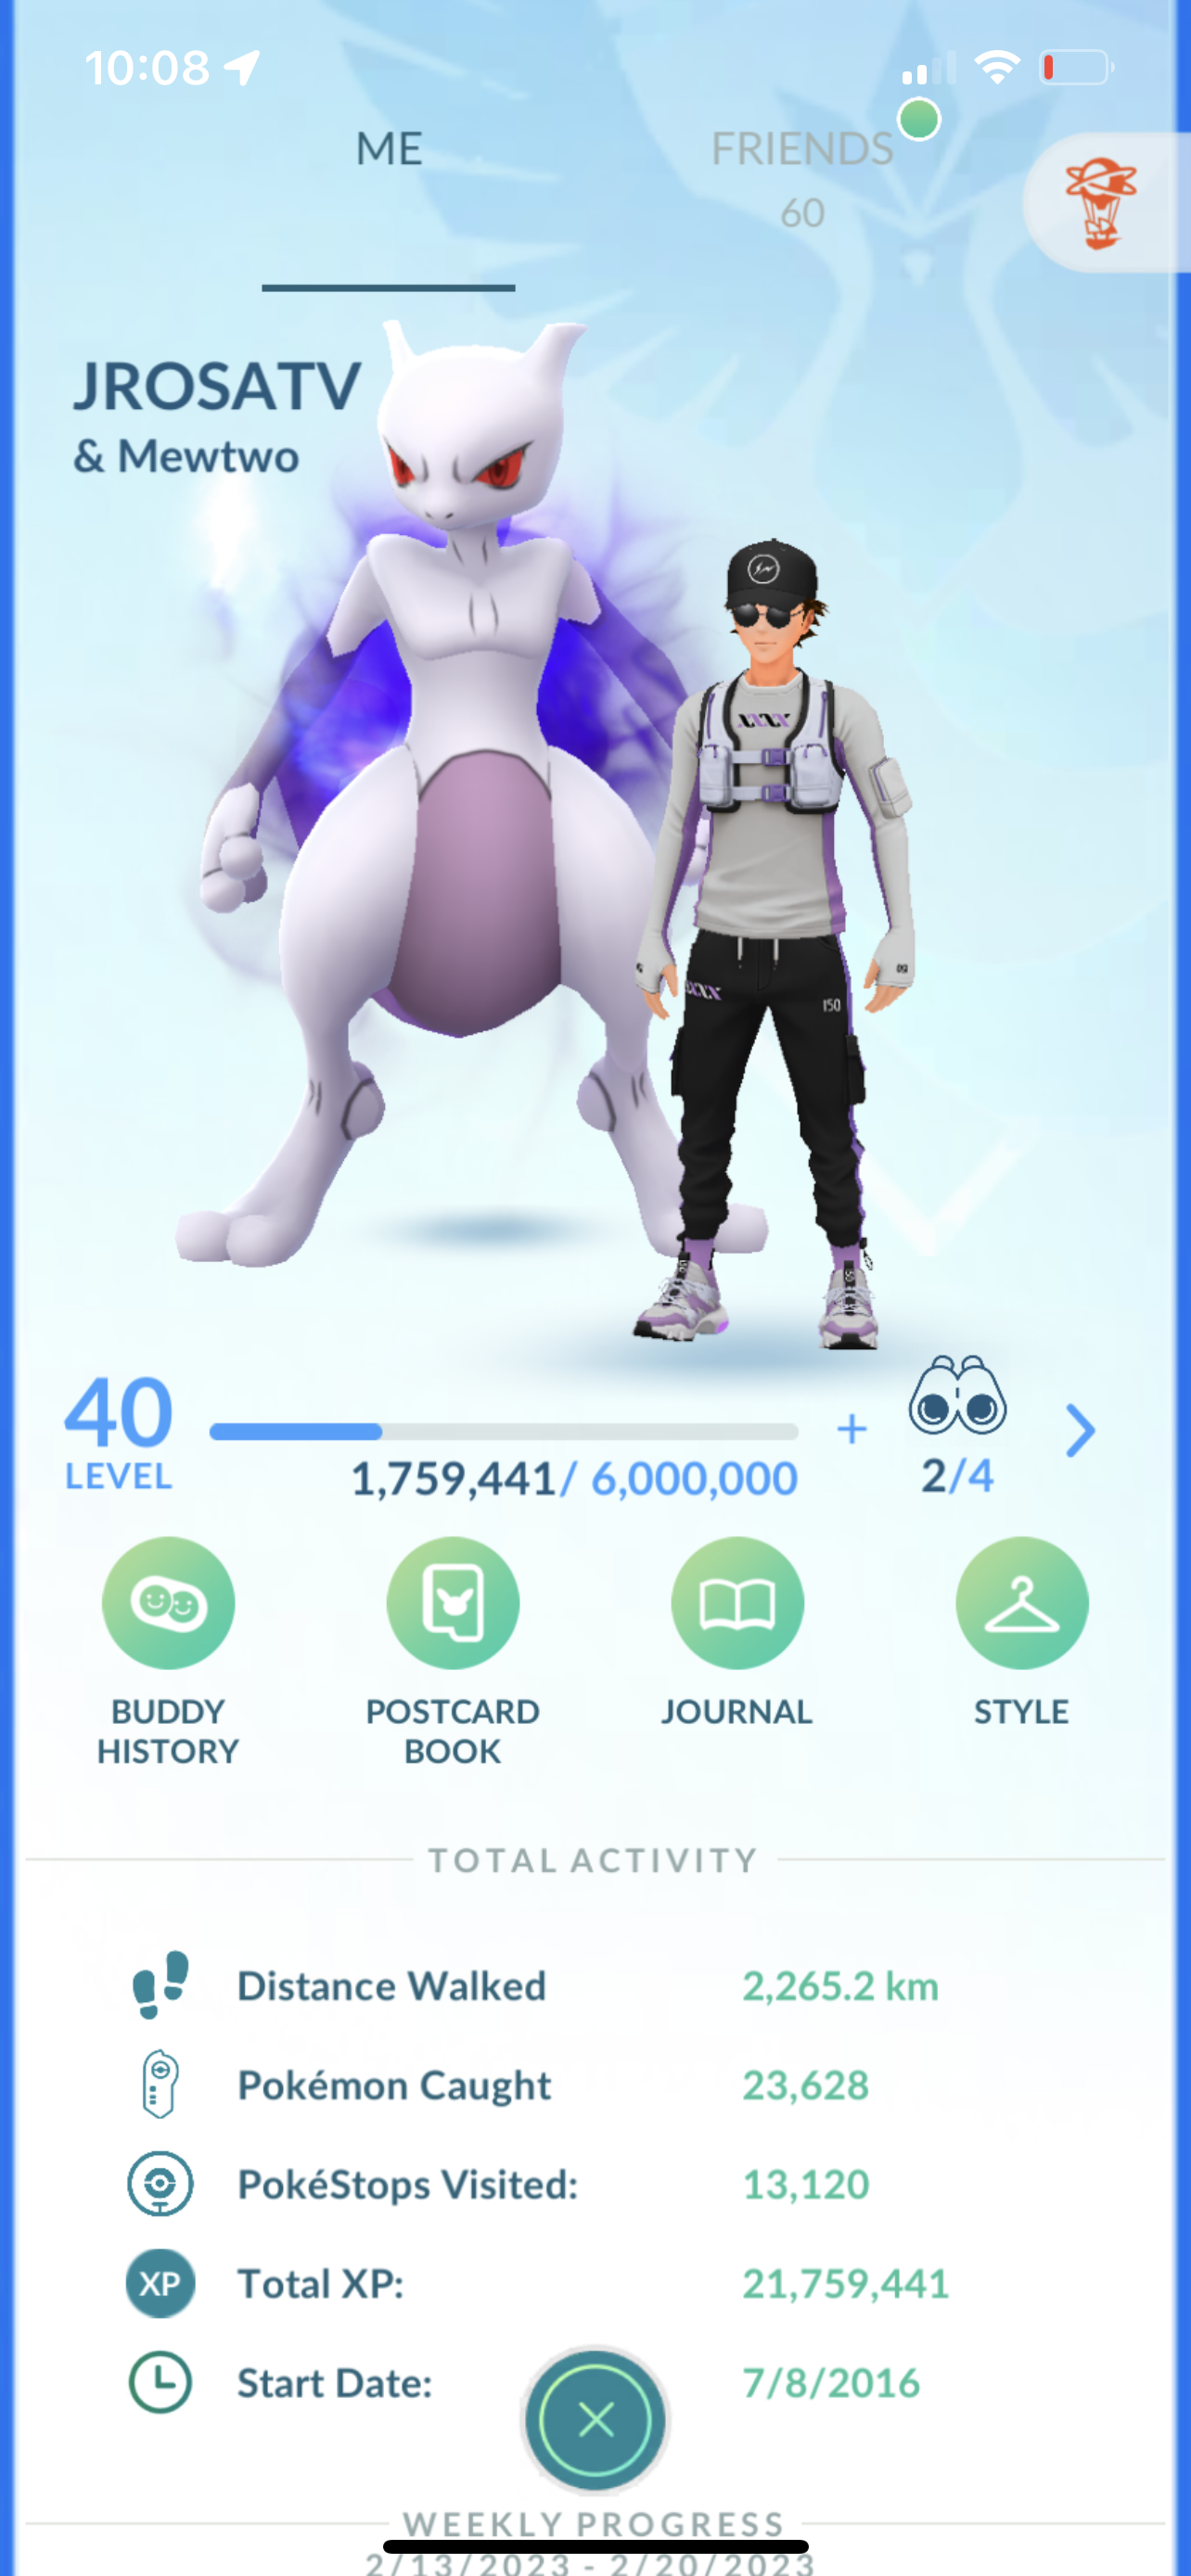 10:08
ME
FRIENDS
60
JROSATV
& Mewtwo
150
40
LEVEL
1,759,441/ 6,000,000
+
2/4
BUDDY
HISTORY
POSTCARD
BOOK
JOURNAL
STYLE
TOTAL ACTIVITY
Distance Walked 2,265.2 km
Pokémon Caught 23,628
PokéStops Visited: 13,120
XP Total XP: 21,759,441
Start Date: 7/8/2016
WEEKLY PROGRESS
2/13/2023 - 2/20/2023